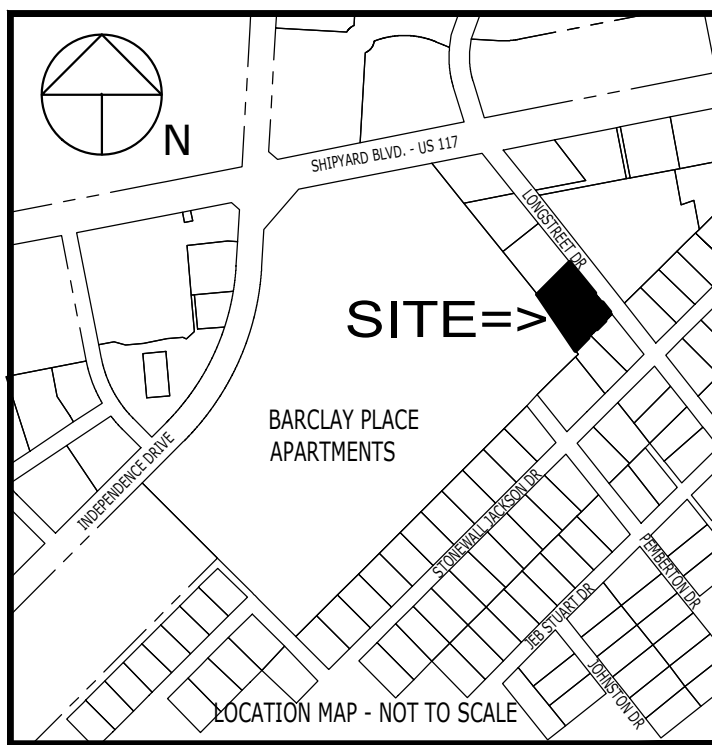 N
SHIPYARD BLVD. - US 117
LONGSTREET DR
SITE=>
BARCLAY PLACE
APARTMENTS
INDEPENDENCE DRIVE
STONEWALL JACKSON DR
PEMBERTON DR
JEB STUART DR
JOHNSTON DR
LOCATION MAP - NOT TO SCALE